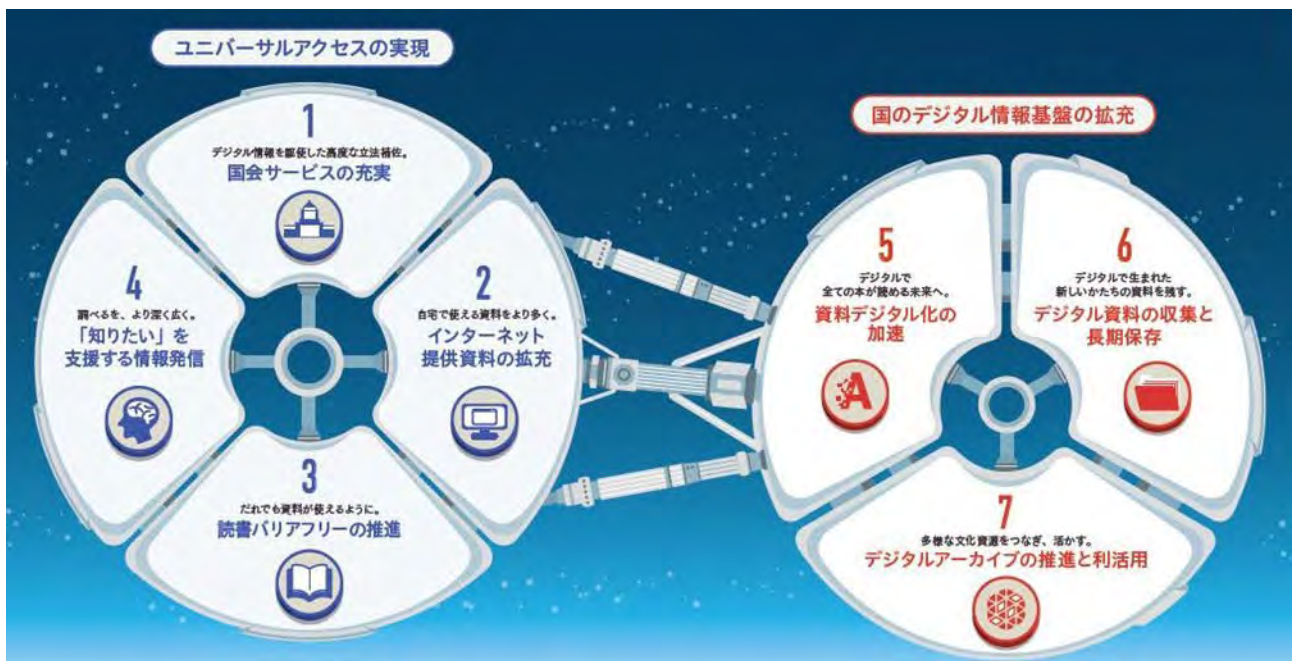 ユニバーサルアクセスの実現
1
デジタル情報を駆使した高度な立法補佐。
国会サービスの充実
2
自宅で使える資料をより多く。
インターネット
提供資料の拡充
3
だれでも資料が使えるように。
読書バリアフリーの推進
4
調べるを、より深く広く。
「知りたい」を
支援する情報発信
国のデジタル情報基盤の拡充
5
デジタルで
全ての本が読める未来へ。
資料デジタル化の
加速
6
デジタルで生まれた
新しいかたちの資料を残す。
デジタル資料の収集と
長期保存
7
多様な文化資源をつなぎ、活かす。
デジタルアーカイブの推進と利活用
A